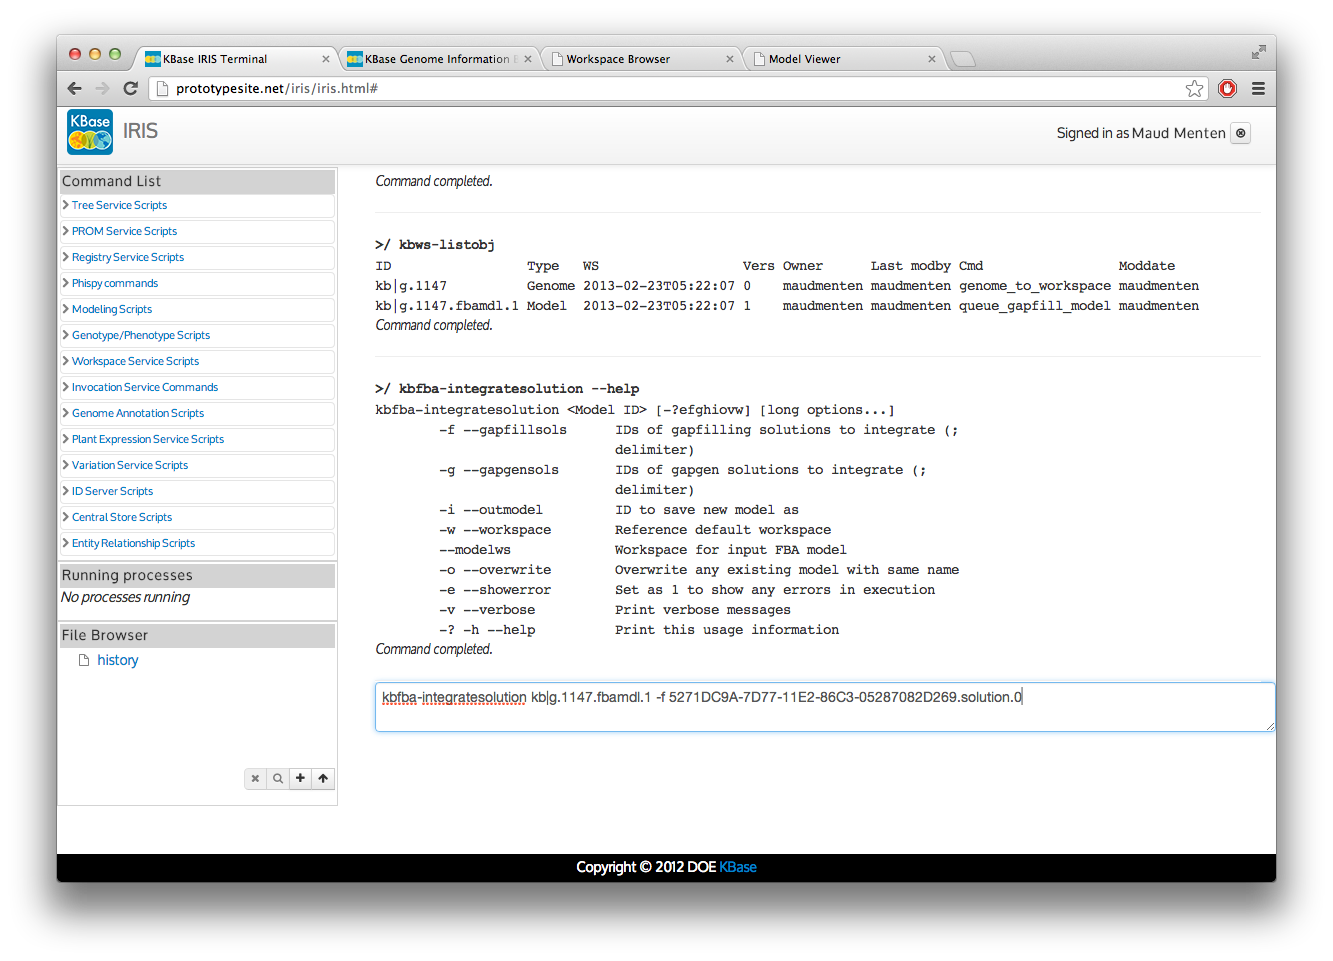 KBase IRIS Terminal
KBase Genome Information
Workspace Browser
Model Viewer
prototypesite.net/iris/iris.html#
KBase
IRIS
Signed in as Maud Menten
Command List
Tree Service Scripts
PROM Service Scripts
Registry Service Scripts
Phispy commands
Modeling Scripts
Genotype/Phenotype Scripts
Workspace Service Scripts
Invocation Service Commands
Genome Annotation Scripts
Plant Expression Service Scripts
Variation Service Scripts
ID Server Scripts
Central Store Scripts
Entity Relationship Scripts
Running processes
No processes running
File Browser
history
Command completed.
>/ kbws-listobj
ID Type WS Vers Owner Last modby Cmd Moddate
kb|g.1147 Genome 2013-02-23T05:22:07 0 maudmenten maudmenten genome_to_workspace maudmenten
kb|g.1147.fbamdl.1 Model 2013-02-23T05:22:07 1 maudmenten maudmenten queue_gapfill_model maudmenten
Command completed.
>/ kbfba-integratesolution --help
kbfba-integratesolution <Model ID> [-?efghiovw] [long options...]
-f --gapfillsols IDs of gapfilling solutions to integrate (;
delimiter)
-g --gapgensols IDs of gapgen solutions to integrate (;
delimiter)
-i --outmodel ID to save new model as
-w --workspace Reference default workspace
--modelws Workspace for input FBA model
-o --overwrite Overwrite any existing model with same name
-e --showerror Set as 1 to show any errors in execution
-v --verbose Print verbose messages
-? -h --help Print this usage information
Command completed.
kbfba-integratesolution kb|g.1147.fbamdl.1 -f 5271DC9A-7D77-11E2-86C3-05287082D269.solution.0
Copyright © 2012 DOE KBase